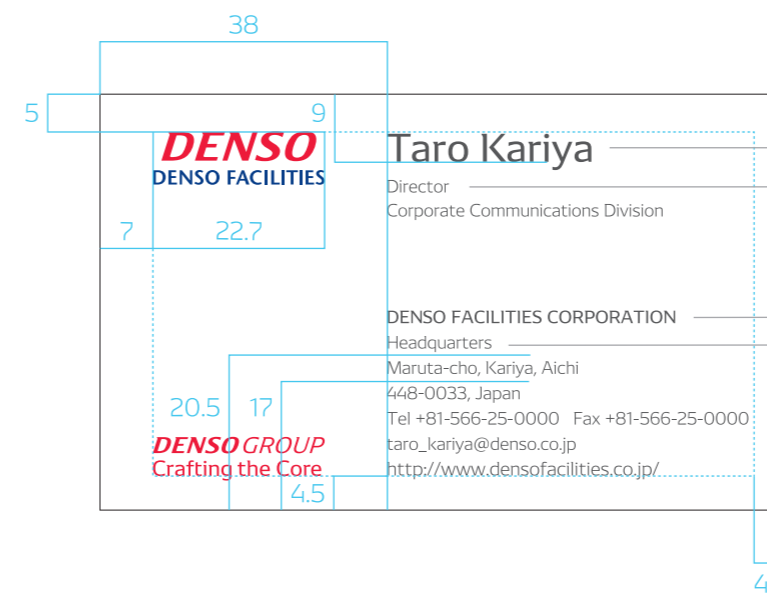 38
5
9
DENSO
DENSO FACILITIES
7
22.7
Taro Kariya
Director
Corporate Communications Division
DENSO FACILITIES CORPORATION
Headquarters
Maruta-cho, Kariya, Aichi
448-0033, Japan
Tel +81-566-25-0000 Fax +81-566-25-0000
taro_kariya@denso.co.jp
http://www.densofacilities.co.jp/
20.5
17
DENSO GROUP
Crafting the Core
4.5
4